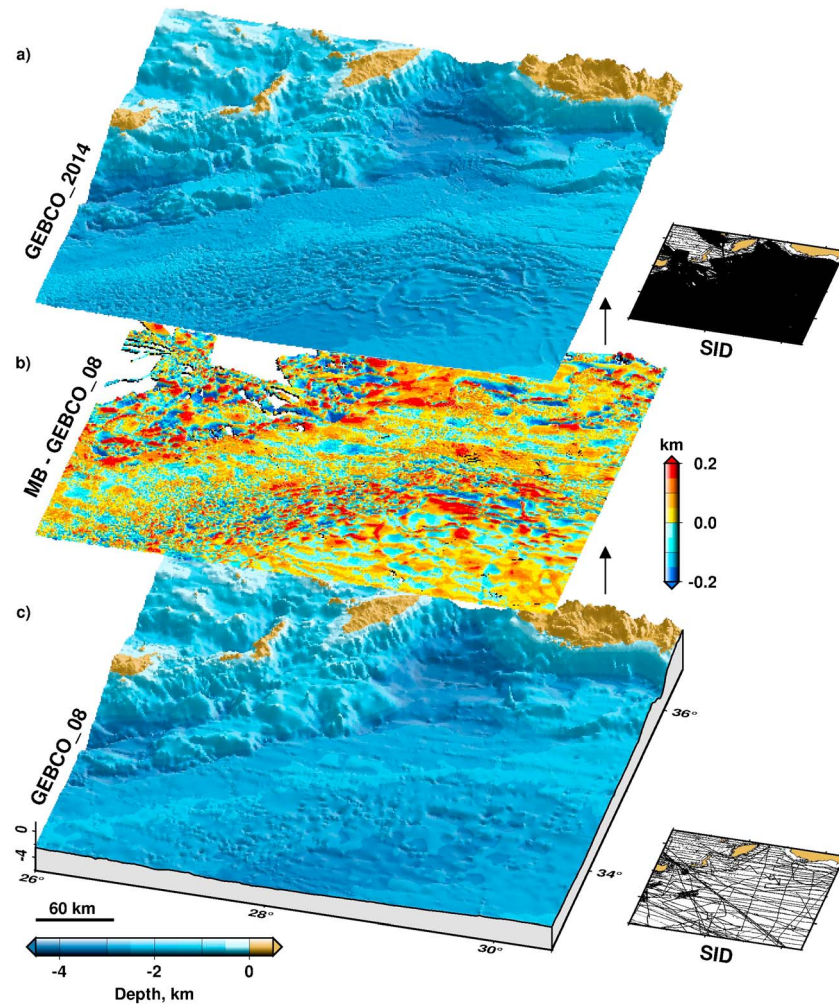 a)
GEBCO_2014
SID
b)
MB - GEBCO_08
km
0.2
0.0
-0.2
c)
GEBCO_08
36°
34°
0
-4
26°
28°
30°
60 km
-4 -2 0
Depth, km
SID